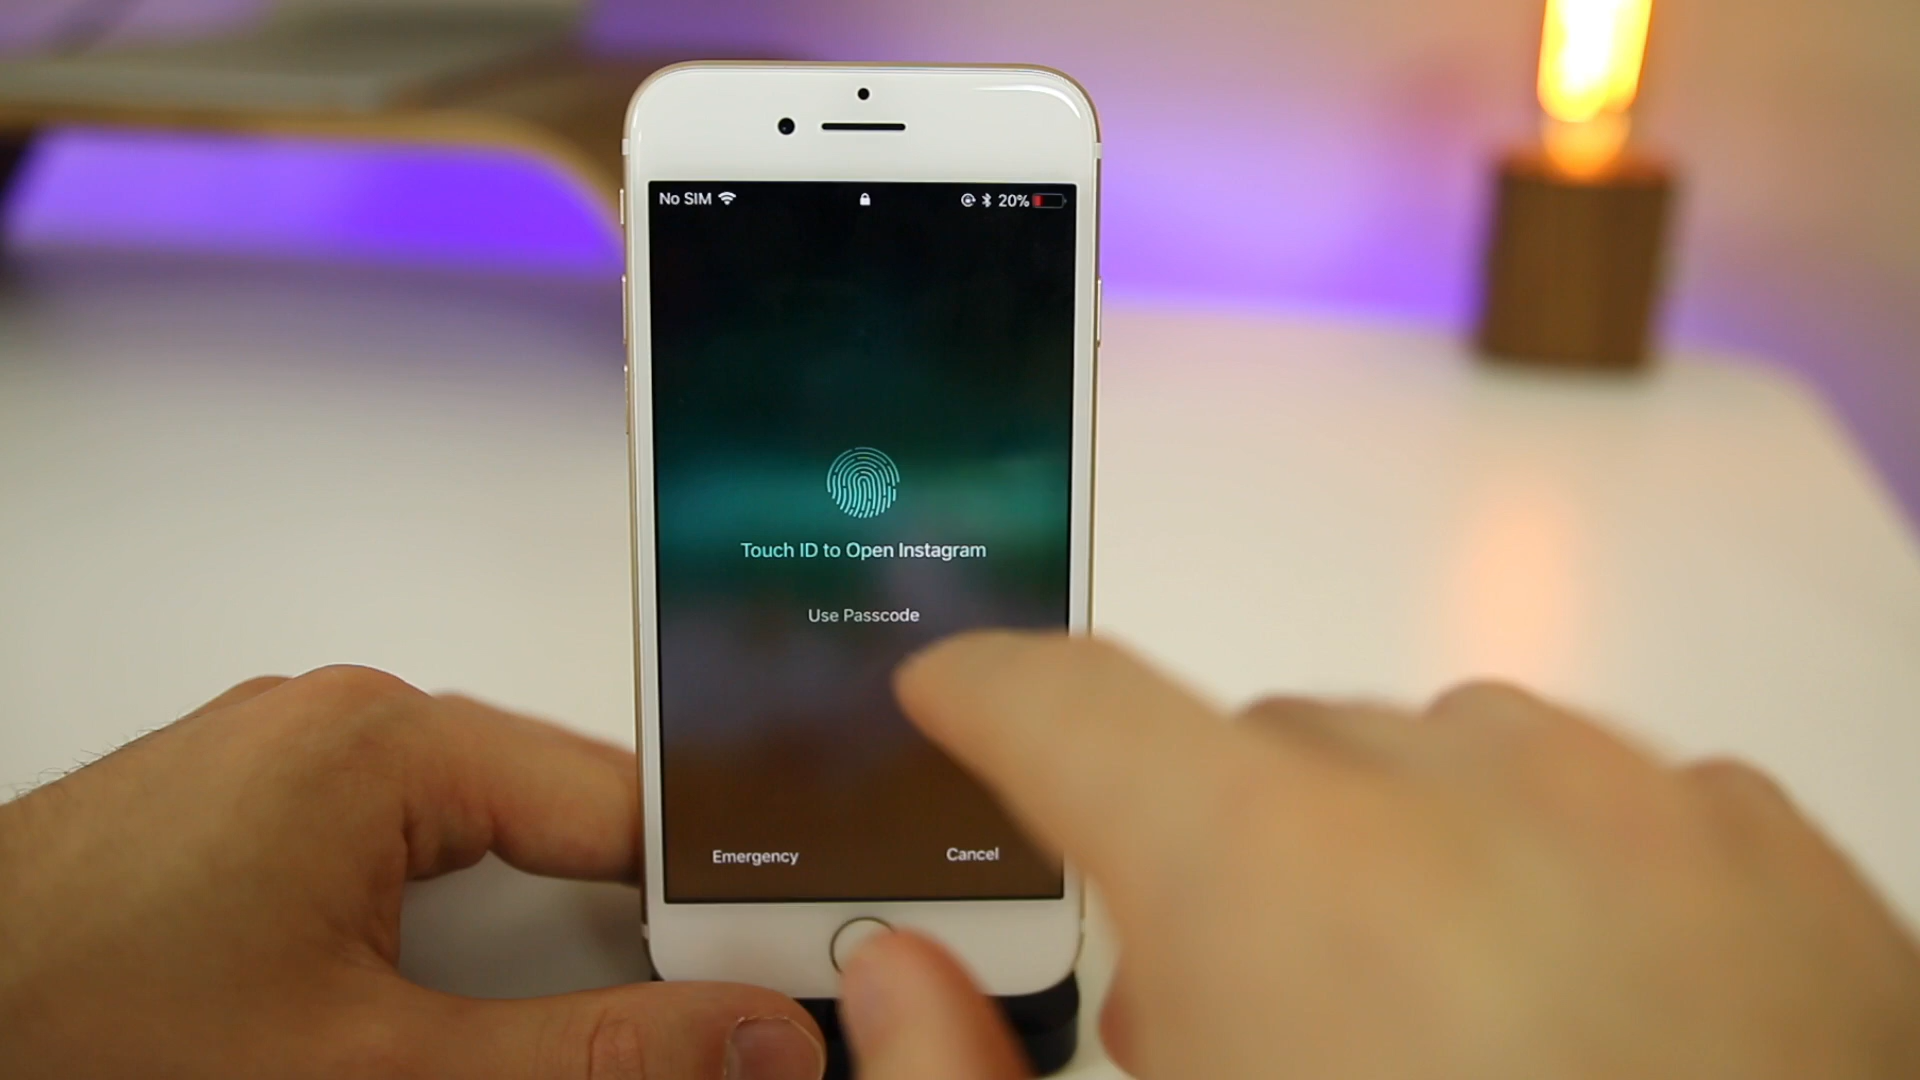 No SIM 20%
Touch ID to Open Instagram
Use Passcode
Emergency Cancel